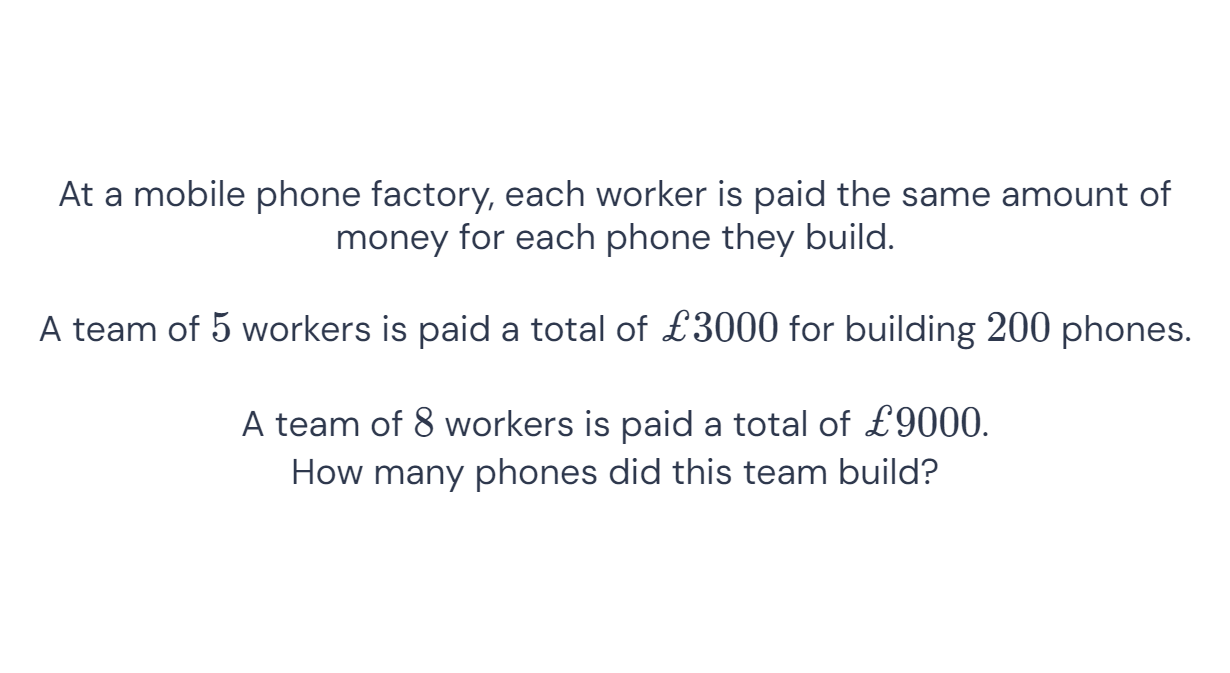 At a mobile phone factory, each worker is paid the same amount of
money for each phone they build.
A team of 5 workers is paid a total of £3000 for building 200 phones.
A team of 8 workers is paid a total of £9000.
How many phones did this team build?